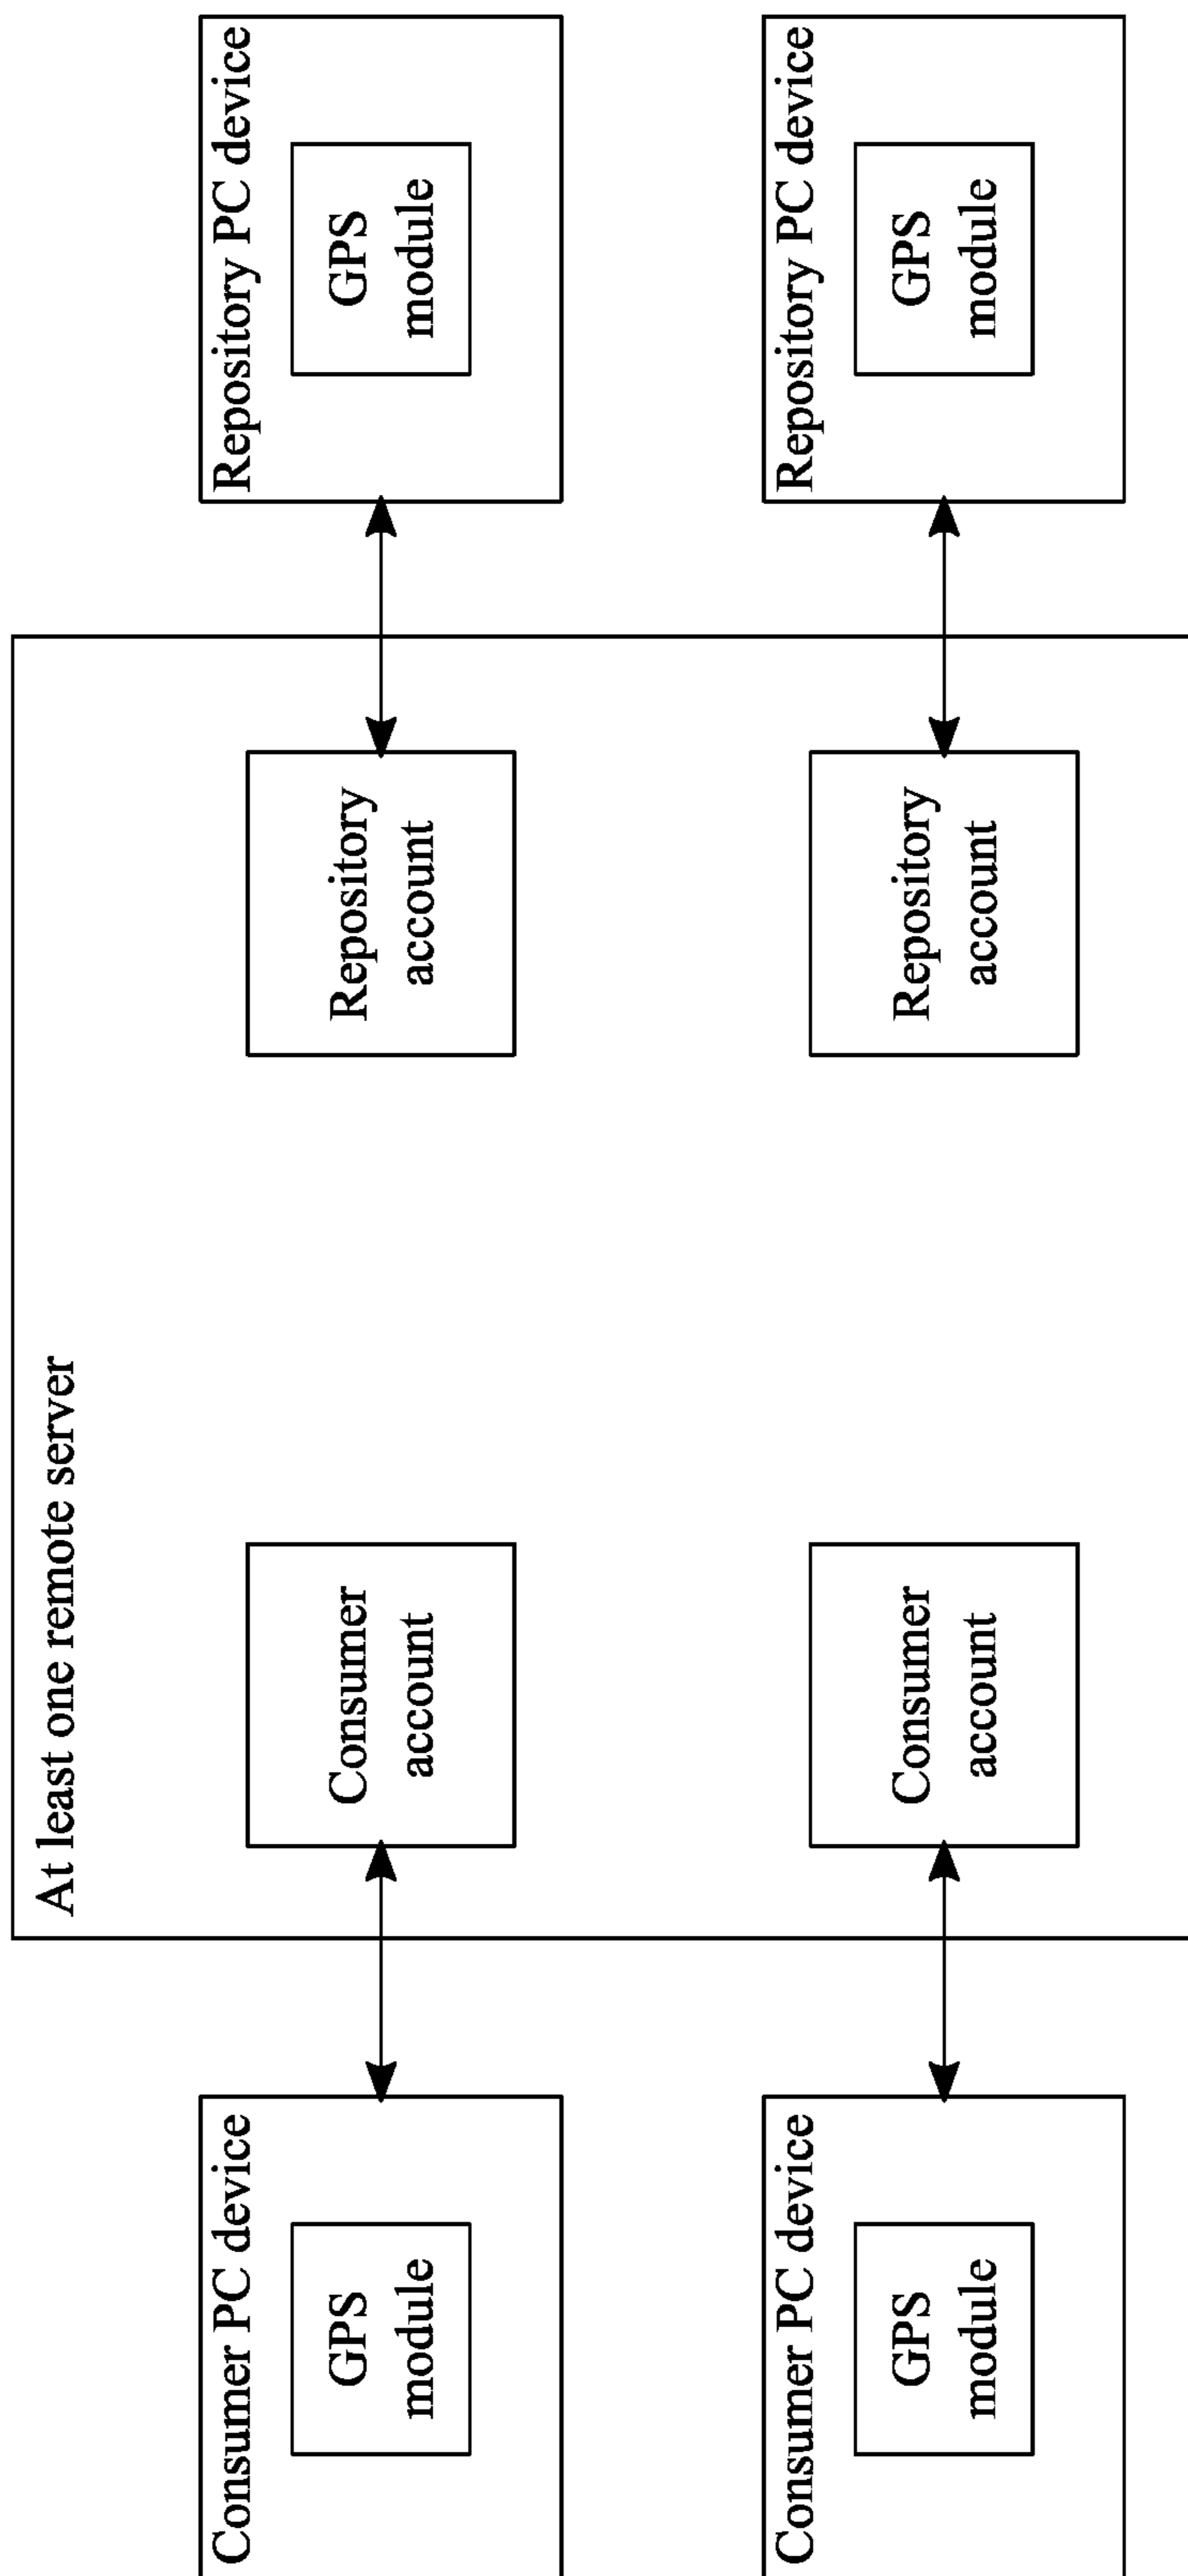 At least one remote server
Consumer PC device
GPS
module
Consumer
account
Repository
account
Repository PC device
GPS
module
Consumer PC device
GPS
module
Consumer
account
Repository
account
Repository PC device
GPS
module